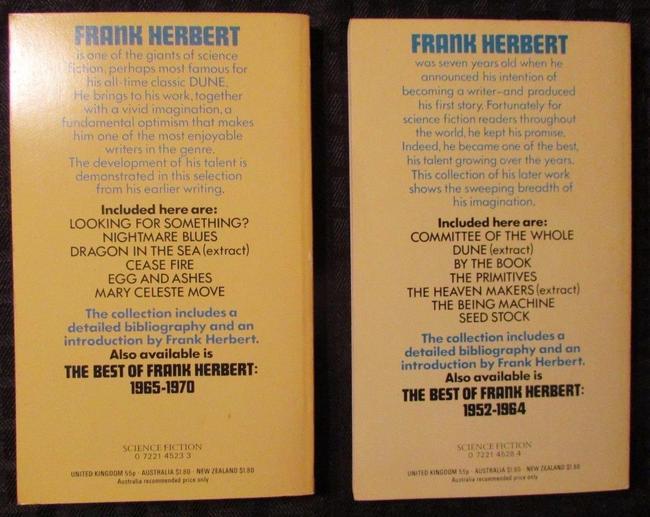 FRANK HERBERT
is one of the giants of science
fiction, perhaps most famous for
his all-time classic DUNE.
He brings to his work, together
with a vivid imagination, a
fundamental optimism that makes
him one of the most enjoyable
writers in the genre.
The development of his talent is
demonstrated in this selection
from his earlier writing.
Included here are:
LOOKING FOR SOMETHING?
NIGHTMARE BLUES
DRAGON IN THE SEA (extract)
CEASE FIRE
EGG AND ASHES
MARY CELESTE MOVE
The collection includes a
detailed bibliography and an
introduction by Frank Herbert.
Also available is
THE BEST OF FRANK HERBERT:
1965-1970
SCIENCE FICTION
0 7221 4523 3
UNITED KINGDOM 55p · AUSTRALIA $1.80 · NEW ZEALAND $1.80
Australia recommended price only
FRANK HERBERT
was seven years old when he
announced his intention of
becoming a writer–and produced
his first story. Fortunately for
science fiction readers throughout
the world, he kept his promise.
Indeed, he became one of the best,
his talent growing over the years.
This collection of his later work
shows the sweeping breadth of
his imagination.
Included here are:
COMMITTEE OF THE WHOLE
DUNE (extract)
BY THE BOOK
THE PRIMITIVES
THE HEAVEN MAKERS (extract)
THE BEING MACHINE
SEED STOCK
The collection includes a
detailed bibliography and an
introduction by Frank Herbert.
Also available is
THE BEST OF FRANK HERBERT:
1952-1964
SCIENCE FICTION
0 7221 4528 4
UNITED KINGDOM 55p · AUSTRALIA $1.80 · NEW ZEALAND $1.80
Australia recommended price only